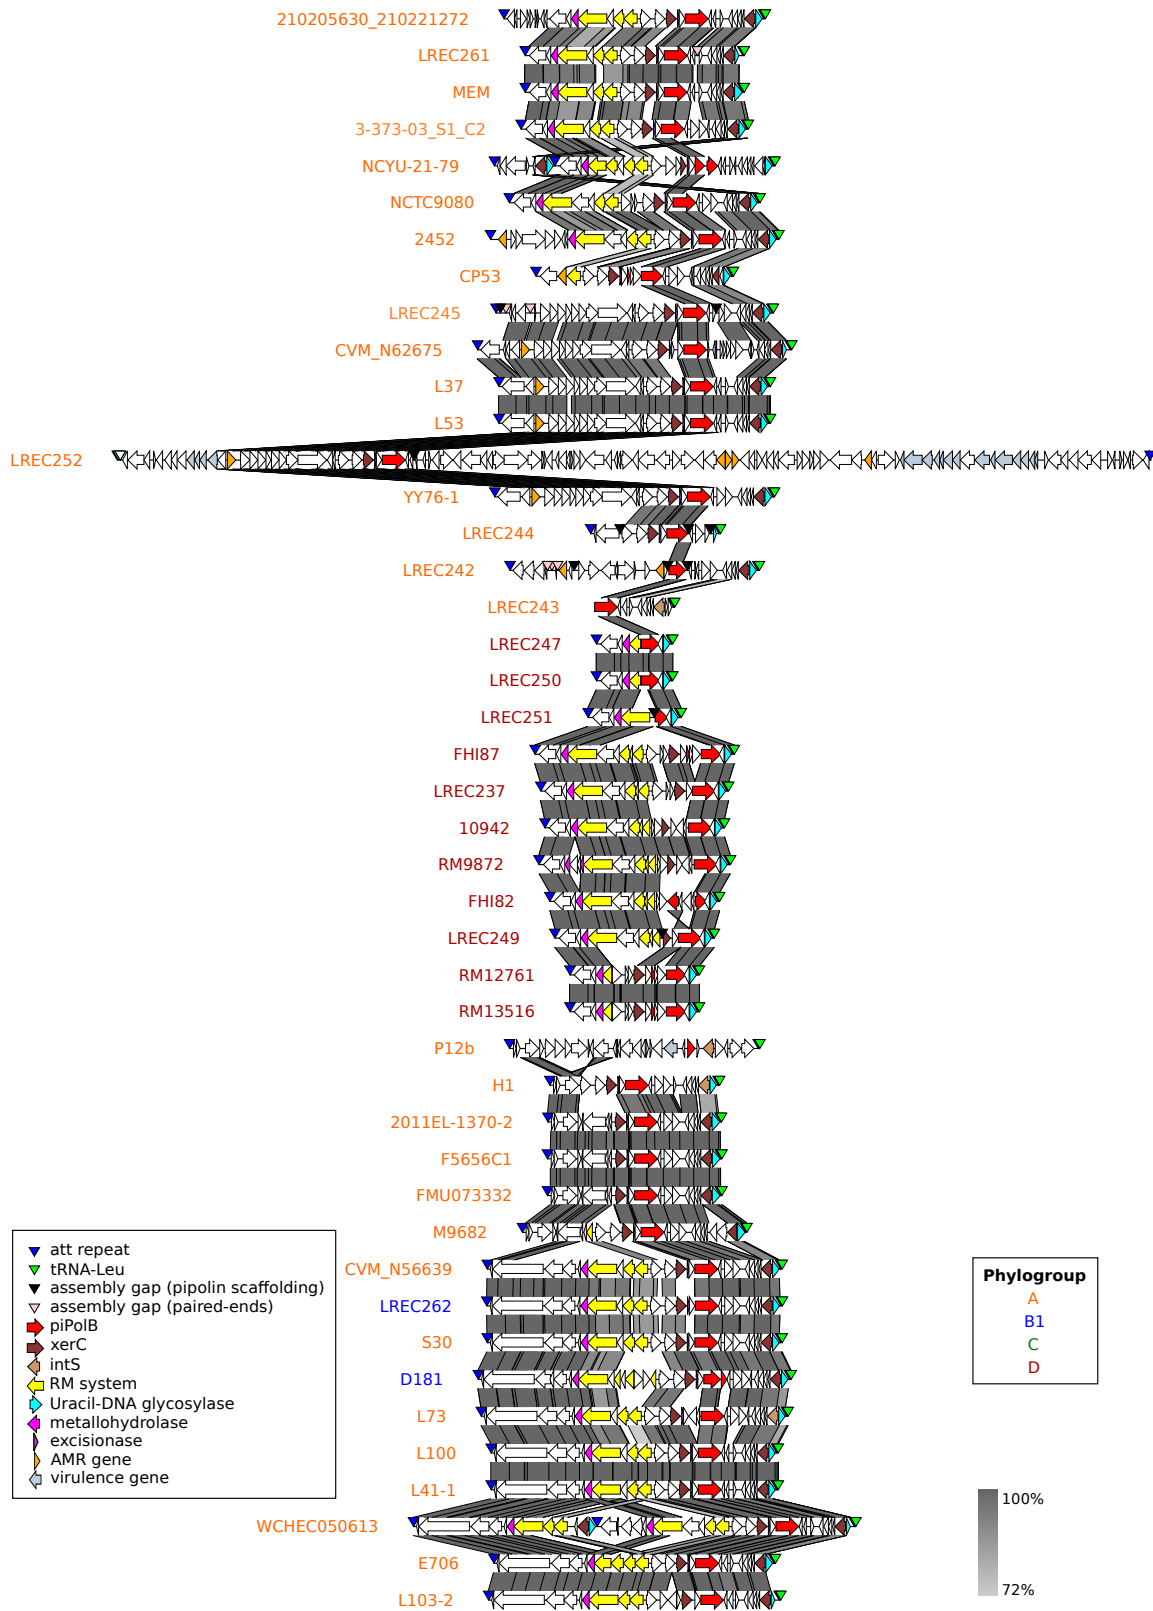 210205630_210221272
LREC261
MEM
3-373-03_S1_C2
NCYU-21-79
NCTC9080
2452
CP53
LREC245
CVM_N62675
L37
L53
LREC252
YY76-1
LREC244
LREC242
LREC243
LREC247
LREC250
LREC251
FHI87
LREC237
10942
RM9872
FHI82
LREC249
RM12761
RM13516
P12b
H1
2011EL-1370-2
F5656C1
FMU073332
M9682
CVM_N56639
LREC262
S30
D181
L73
L100
L41-1
WCHEC050613
E706
L103-2
att repeat
tRNA-Leu
assembly gap (pipolin scaffolding)
assembly gap (paired-ends)
piPolB
xerC
intS
RM system
Uracil-DNA glycosylase
metallohydrolase
excisionase
AMR gene
virulence gene
Phylogroup
A
B1
C
D
100%
72%